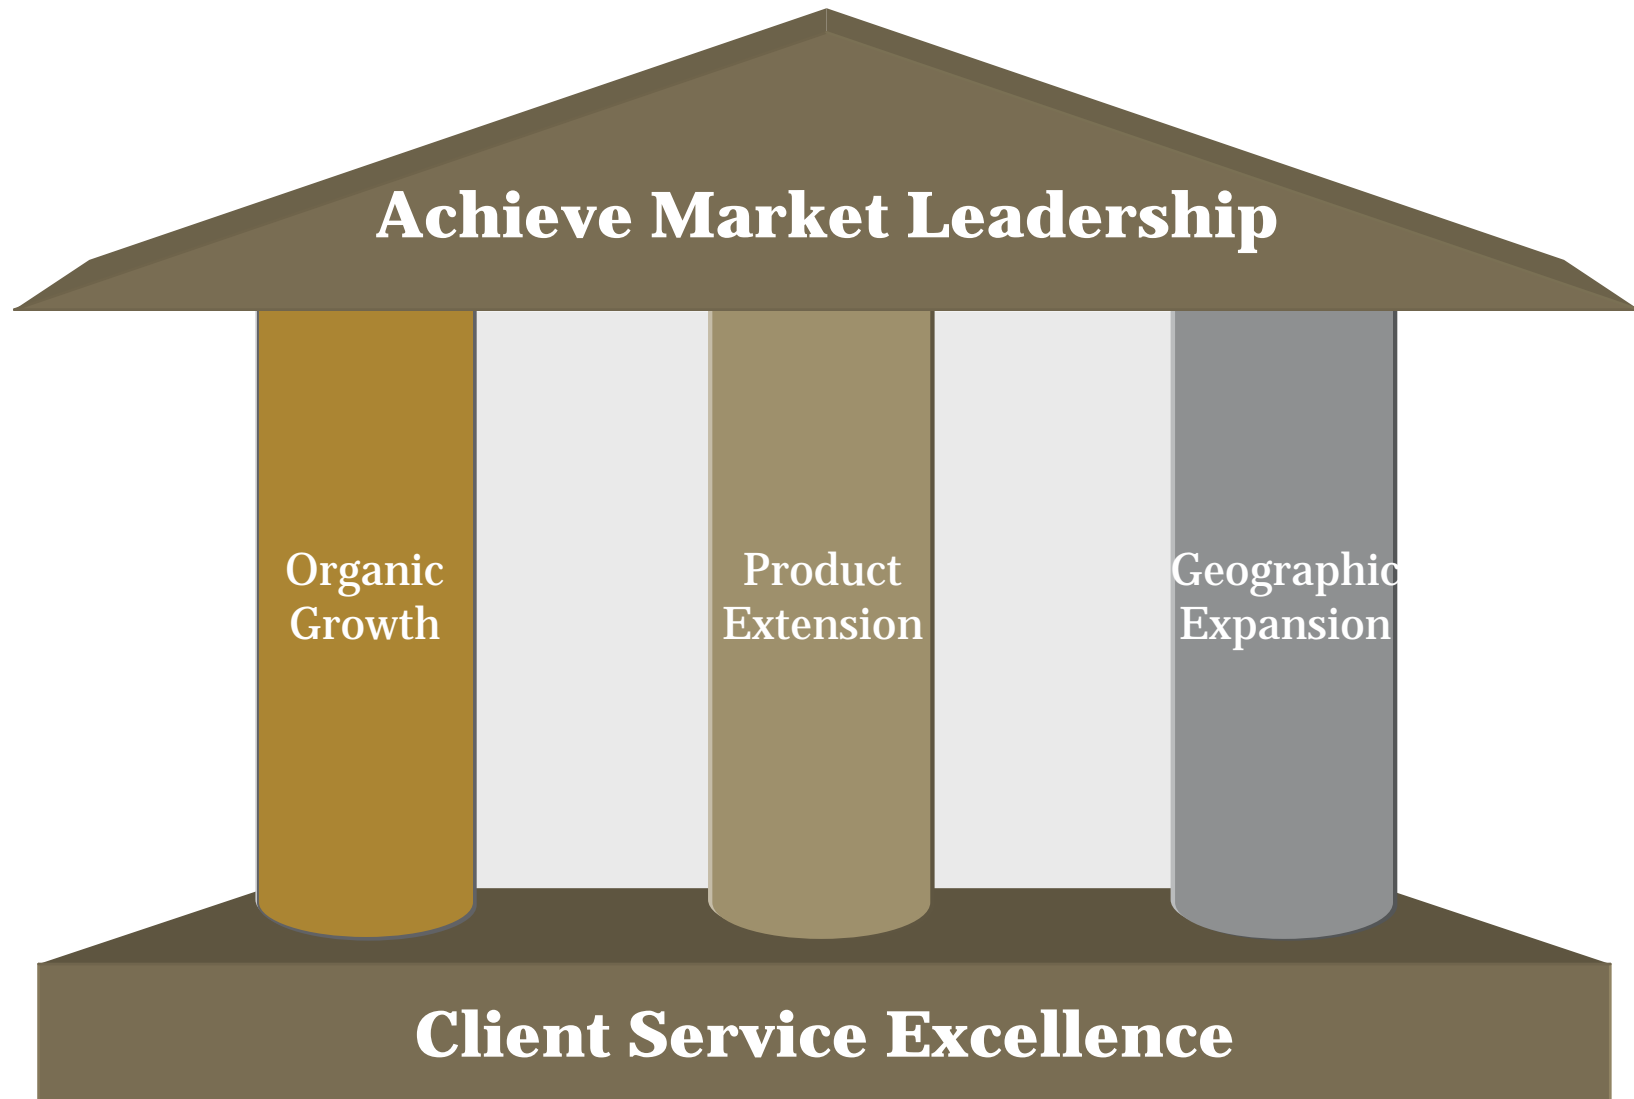 Achieve Market Leadership
Organic
Growth
Product
Extension
Geographic
Expansion
Client Service Excellence